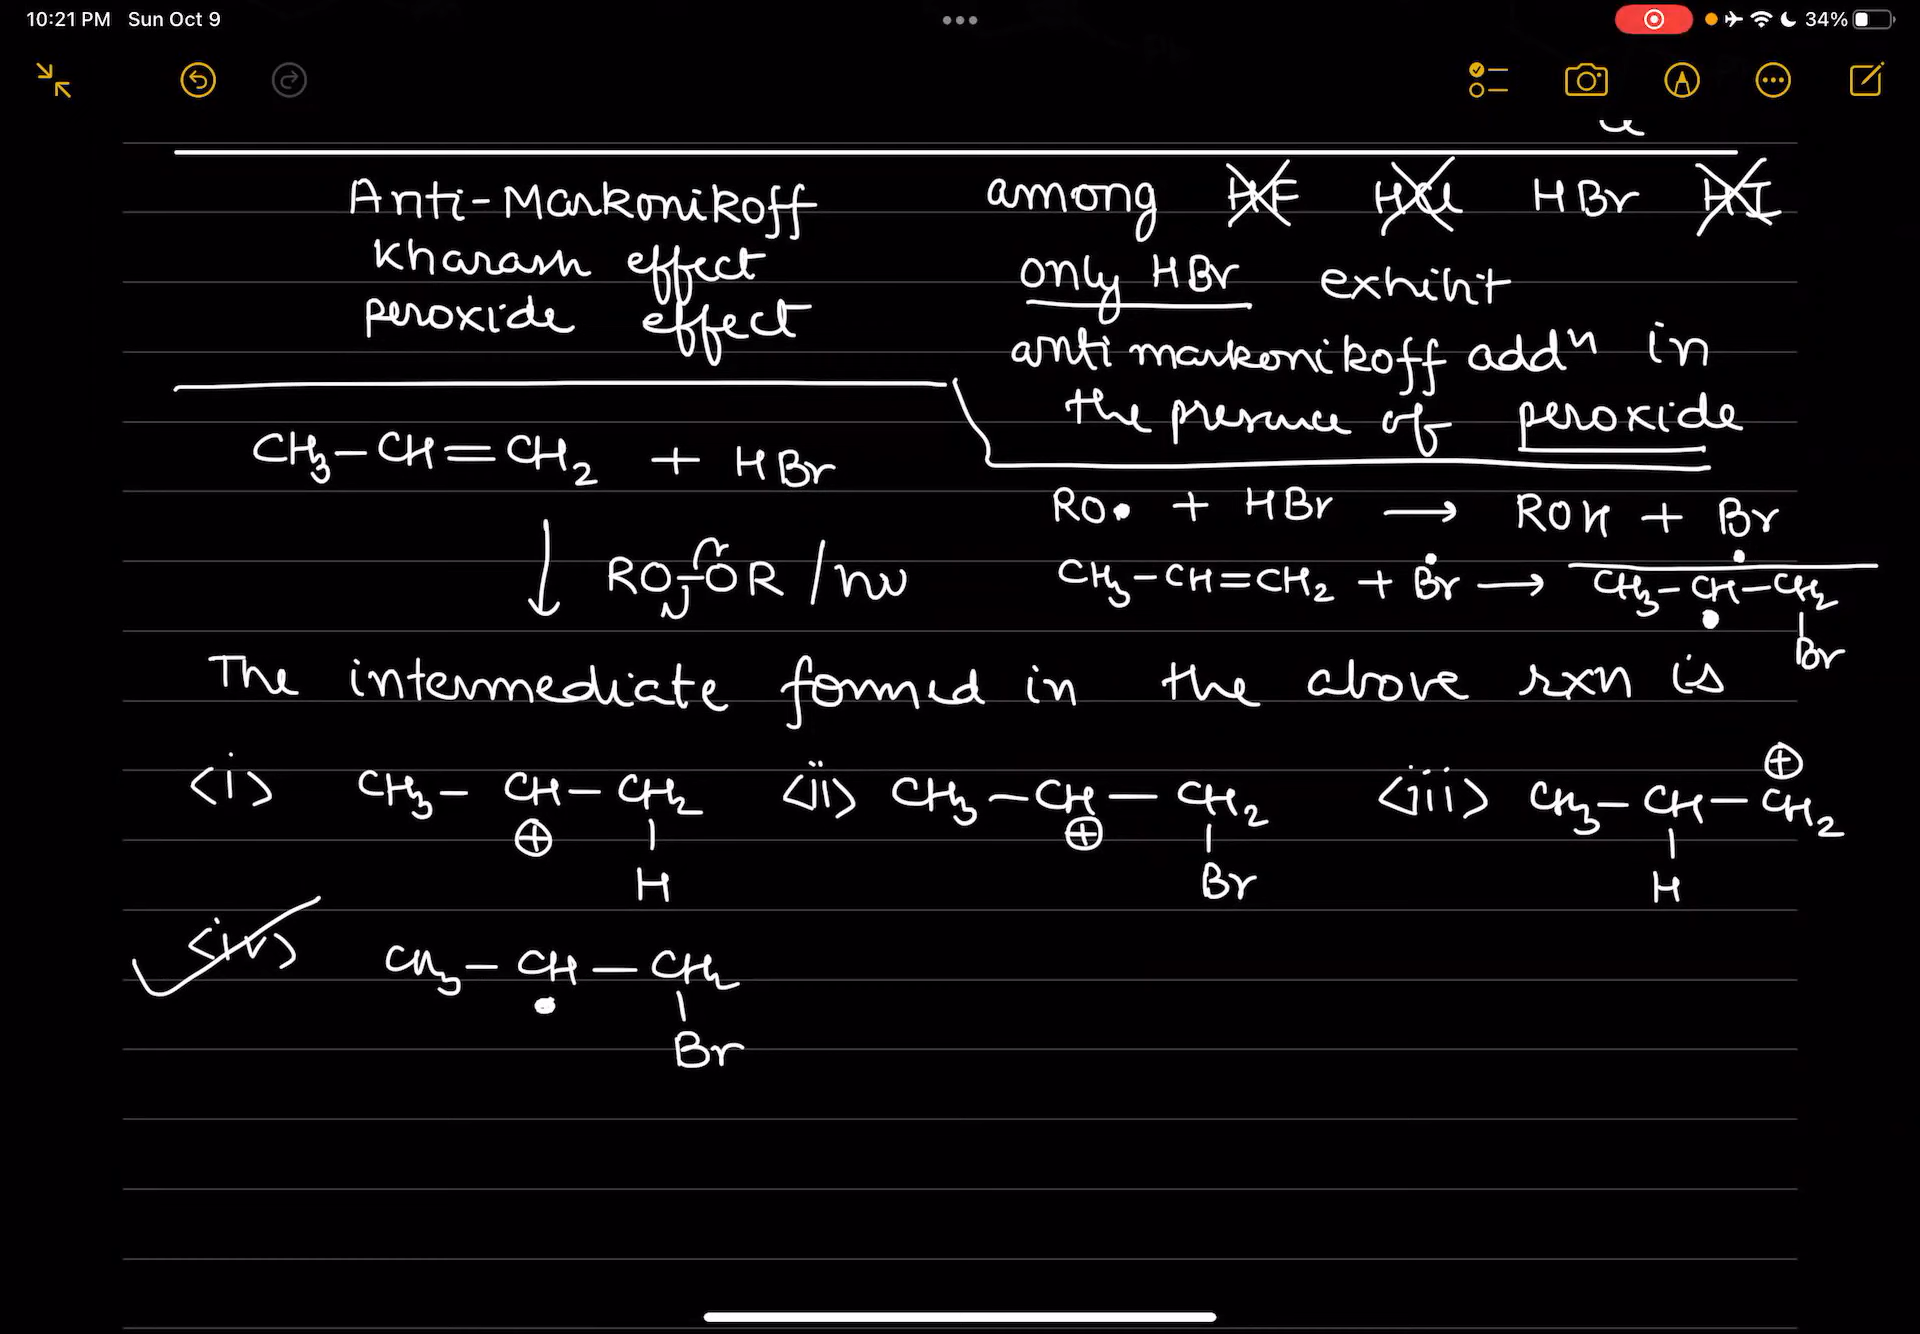 10:21 PM Sun Oct 9
34%
Anti-Markonikoff
Kharash effect
peroxide effect
among HF HCl HBr HI
only HBr exhibit
anti markonikoff addⁿ in
the presence of peroxide
CH₃–CH=CH₂ + HBr
RO–OR / hν
RO• + HBr → ROH + Br•
CH₃–CH=CH₂ + Ḃr → CH₃–CH–CH₂
•
Br
The intermediate formed in the above rxn is
<i> CH₃–CH–CH₂ <ii> CH₃–CH–CH₂ <iii> CH₃–CH–CH₂ ⊕
⊕ H ⊕ Br H
<iv> CH₃–CH–CH₂
• Br